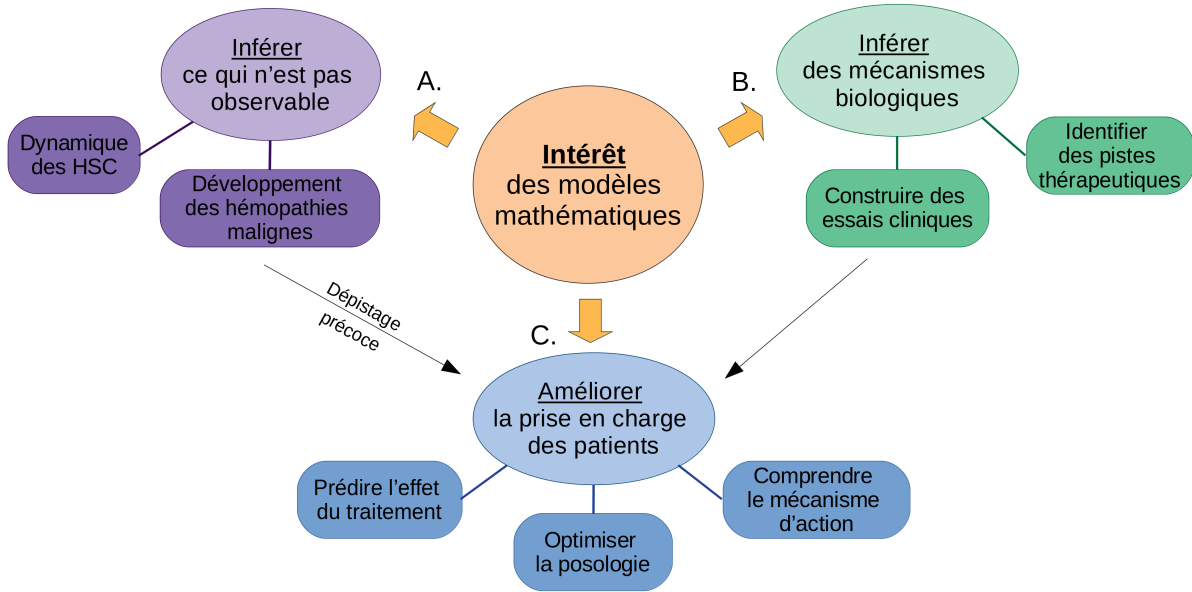 Inférer
ce qui n'est pas
observable
A.
Dynamique
des HSC
Développement
des hémopathies
malignes
Intérêt
des modèles
mathématiques
B.
Inférer
des mécanismes
biologiques
Identifier
des pistes
thérapeutiques
Construire des
essais cliniques
Dépistage
précoce
C.
Améliorer
la prise en charge
des patients
Prédire l'effet
du traitement
Optimiser
la posologie
Comprendre
le mécanisme
d'action